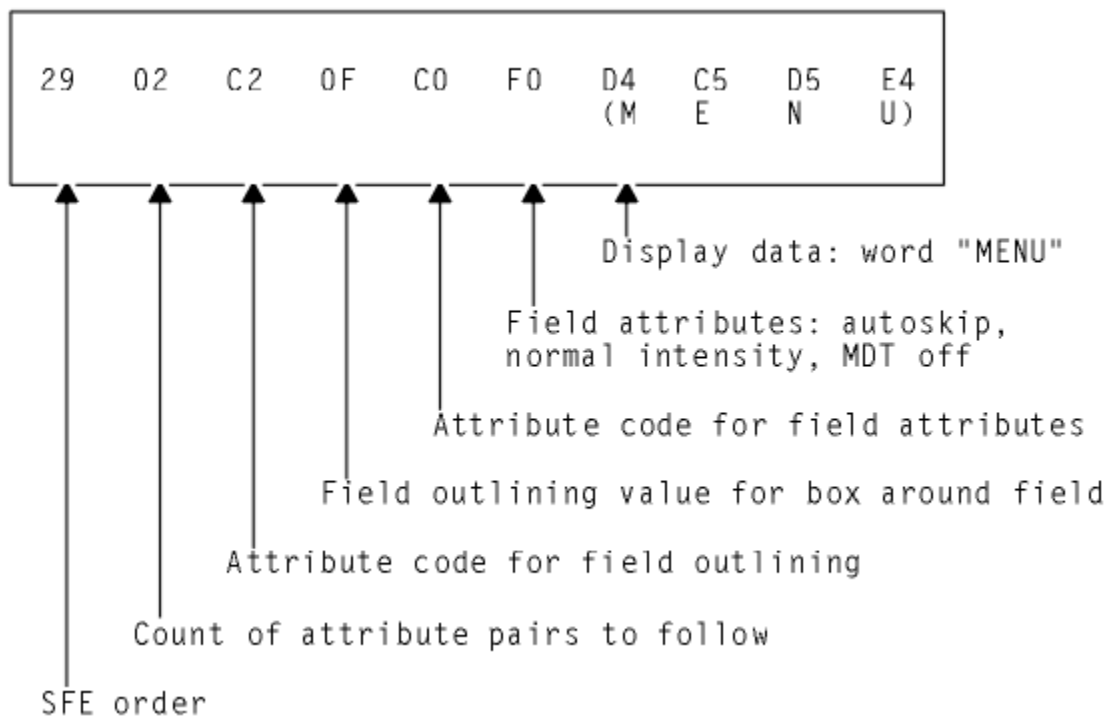 29 02 C2 0F C0 F0 D4 C5 D5 E4
(M E N U)
Display data: word "MENU"
Field attributes: autoskip,
normal intensity, MDT off
Attribute code for field attributes
Field outlining value for box around field
Attribute code for field outlining
Count of attribute pairs to follow
SFE order